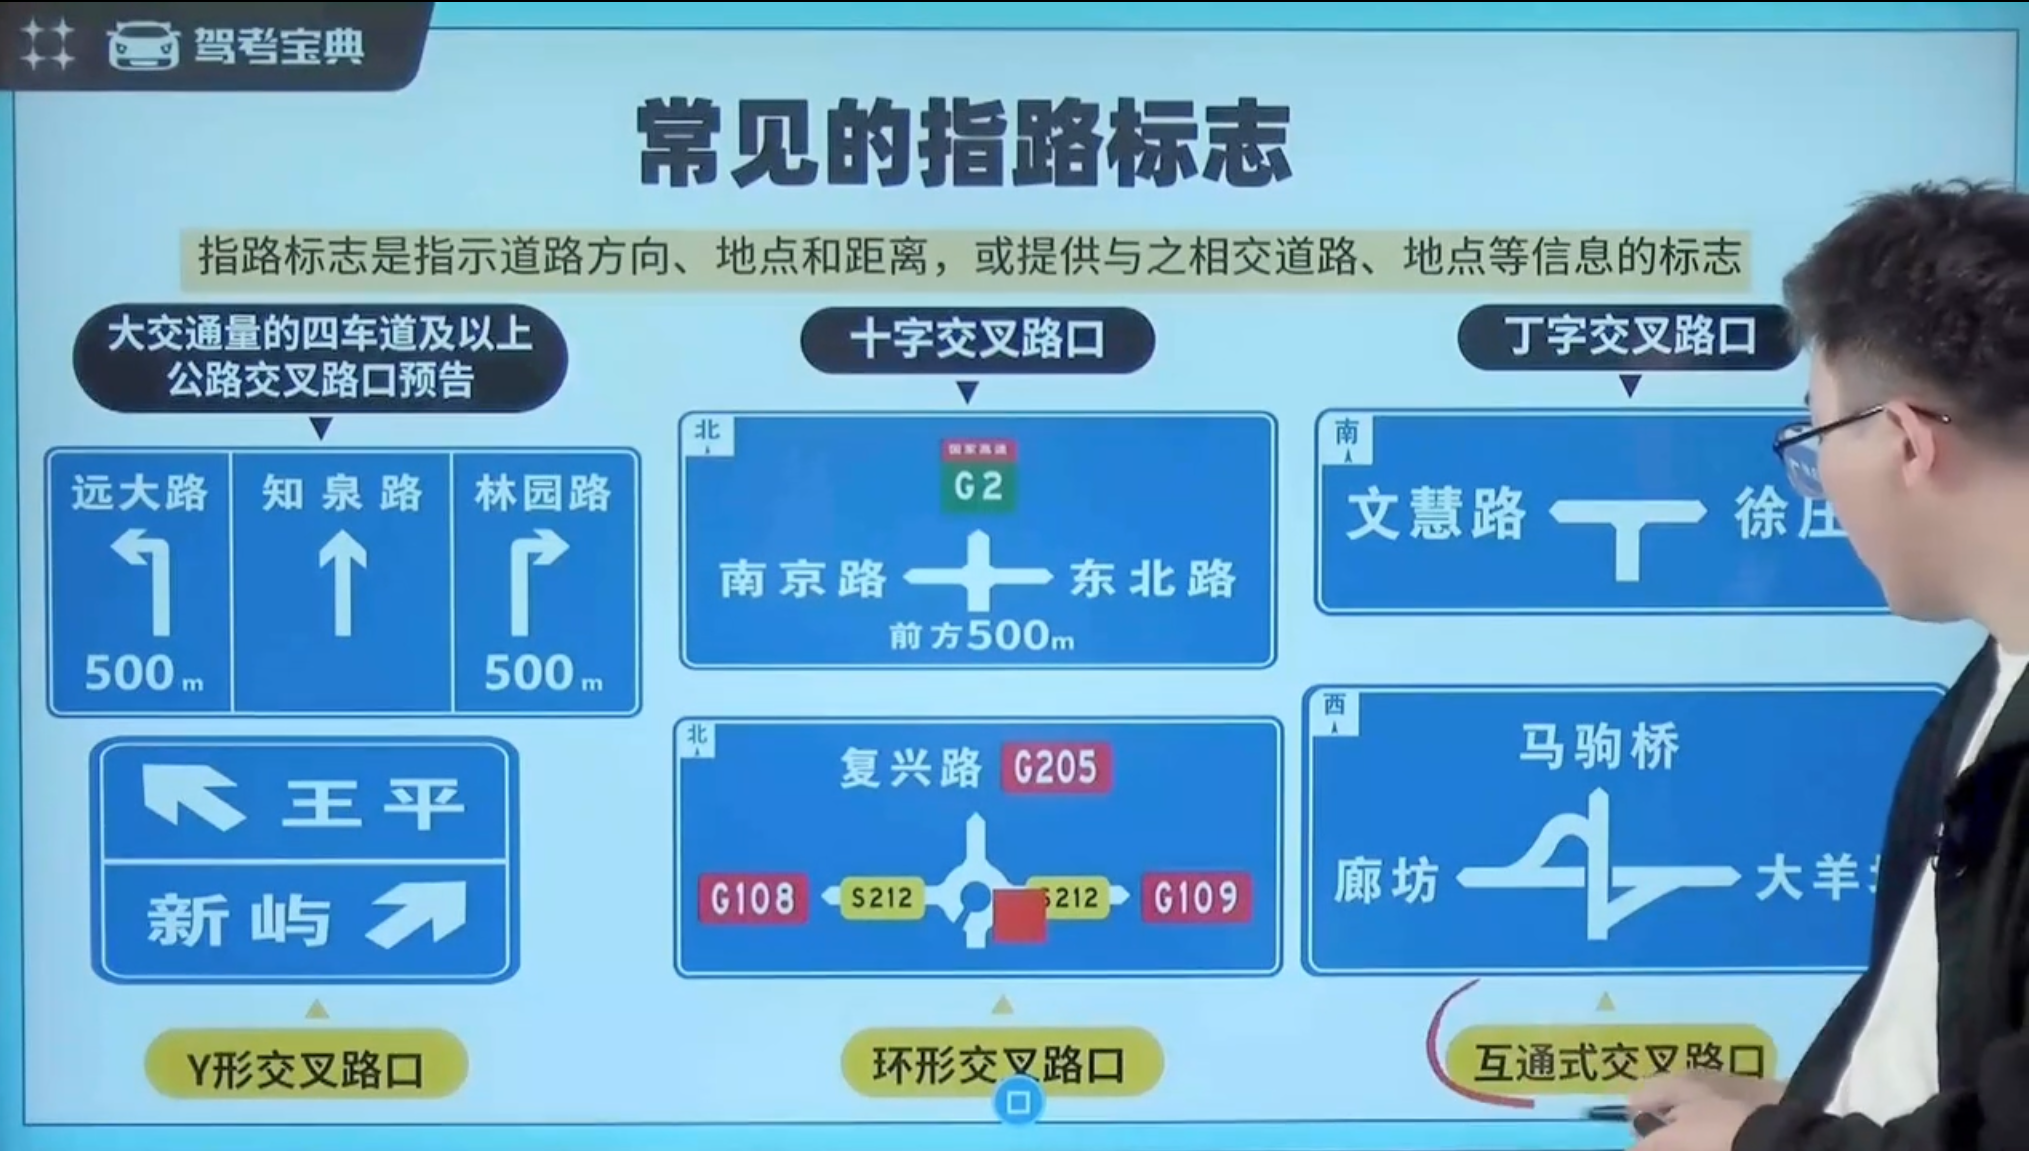 驾考宝典
常见的指路标志
指路标志是指示道路方向、地点和距离，或提供与之相交道路、地点等信息的标志
大交通量的四车道及以上
公路交叉路口预告
远大路
知泉路
林园路
500m
500m
王平
新屿
Y形交叉路口
十字交叉路口
北
国家高速
G2
南京路
东北路
前方500m
北
复兴路 G205
G108 S212 S212 G109
环形交叉路口
丁字交叉路口
南
文慧路
徐庄
西
马驹桥
廊坊
大羊
互通式交叉路口